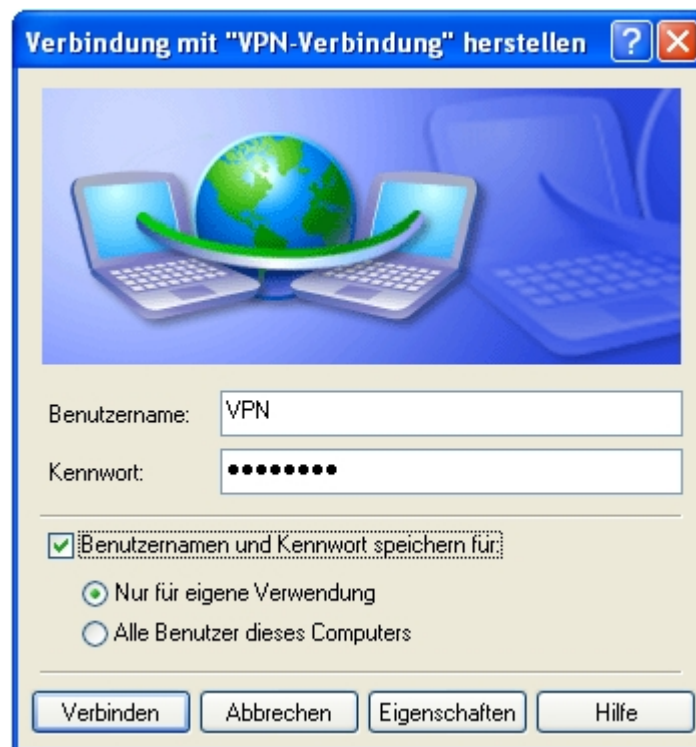 Verbindung mit "VPN-Verbindung" herstellen
Benutzername: VPN
Kennwort: ••••••••
Benutzernamen und Kennwort speichern für:
Nur für eigene Verwendung
Alle Benutzer dieses Computers
Verbinden Abbrechen Eigenschaften Hilfe